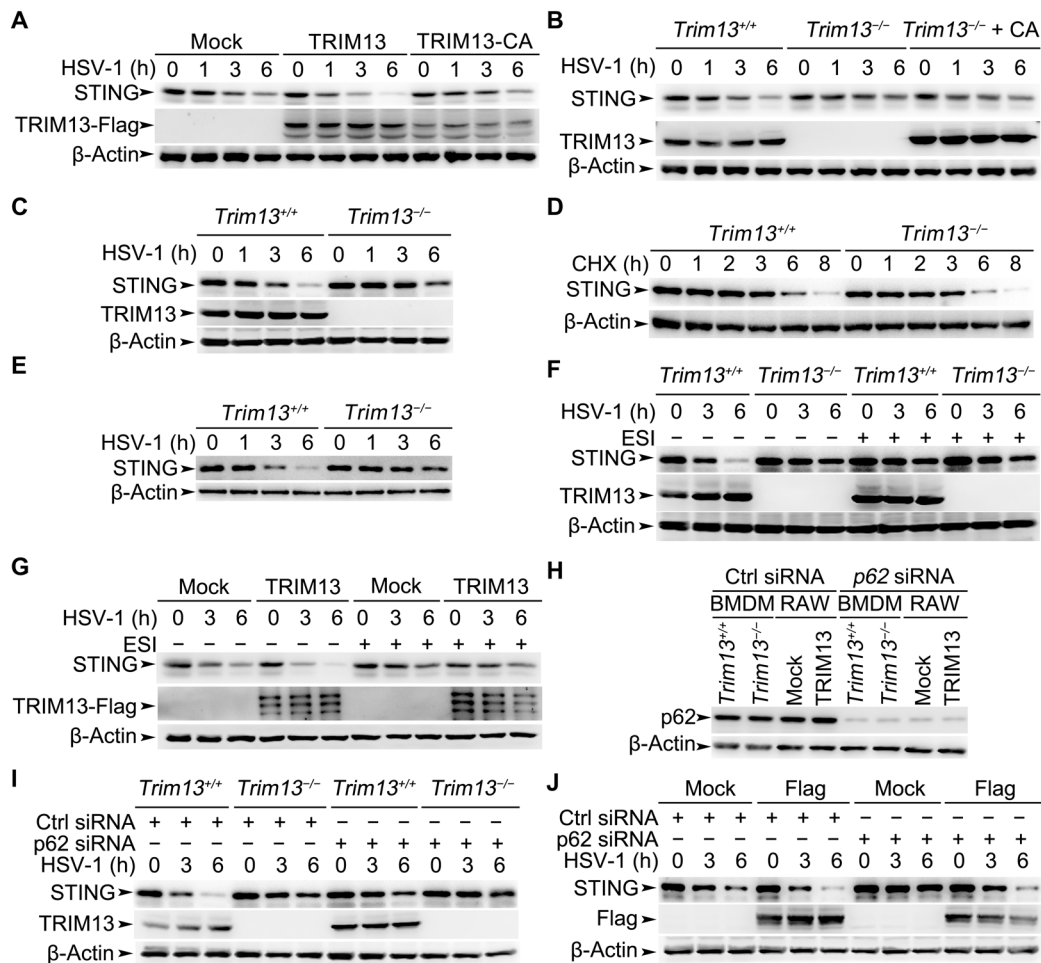 A
Mock TRIM13 TRIM13-CA
HSV-1 (h) 0 1 3 6 0 1 3 6 0 1 3 6
STING
TRIM13-Flag
β-Actin
B
Trim13+/+ Trim13−/− Trim13−/− + CA
HSV-1 (h) 0 1 3 6 0 1 3 6 0 1 3 6
STING
TRIM13
β-Actin
C
Trim13+/+ Trim13−/−
HSV-1 (h) 0 1 3 6 0 1 3 6
STING
TRIM13
β-Actin
D
Trim13+/+ Trim13−/−
CHX (h) 0 1 2 3 6 8 0 1 2 3 6 8
STING
β-Actin
E
Trim13+/+ Trim13−/−
HSV-1 (h) 0 1 3 6 0 1 3 6
STING
β-Actin
F
Trim13+/+ Trim13−/− Trim13+/+ Trim13−/−
HSV-1 (h) 0 3 6 0 3 6 0 3 6 0 3 6
ESI − − − − − − + + + + + +
STING
TRIM13
β-Actin
G
Mock TRIM13 Mock TRIM13
HSV-1 (h) 0 3 6 0 3 6 0 3 6 0 3 6
ESI − − − − − − + + + + + +
STING
TRIM13-Flag
β-Actin
H
Ctrl siRNA p62 siRNA
BMDM RAW BMDM RAW
Trim13+/+ Trim13−/− Mock TRIM13 Trim13+/+ Trim13−/− Mock TRIM13
p62
β-Actin
I
Trim13+/+ Trim13−/− Trim13+/+ Trim13−/−
Ctrl siRNA + + + + + + − − − − − −
p62 siRNA − − − − − − + + + + + +
HSV-1 (h) 0 3 6 0 3 6 0 3 6 0 3 6
STING
TRIM13
β-Actin
J
Mock Flag Mock Flag
Ctrl siRNA + + + + + + − − − − − −
p62 siRNA − − − − − − + + + + + +
HSV-1 (h) 0 3 6 0 3 6 0 3 6 0 3 6
STING
Flag
β-Actin